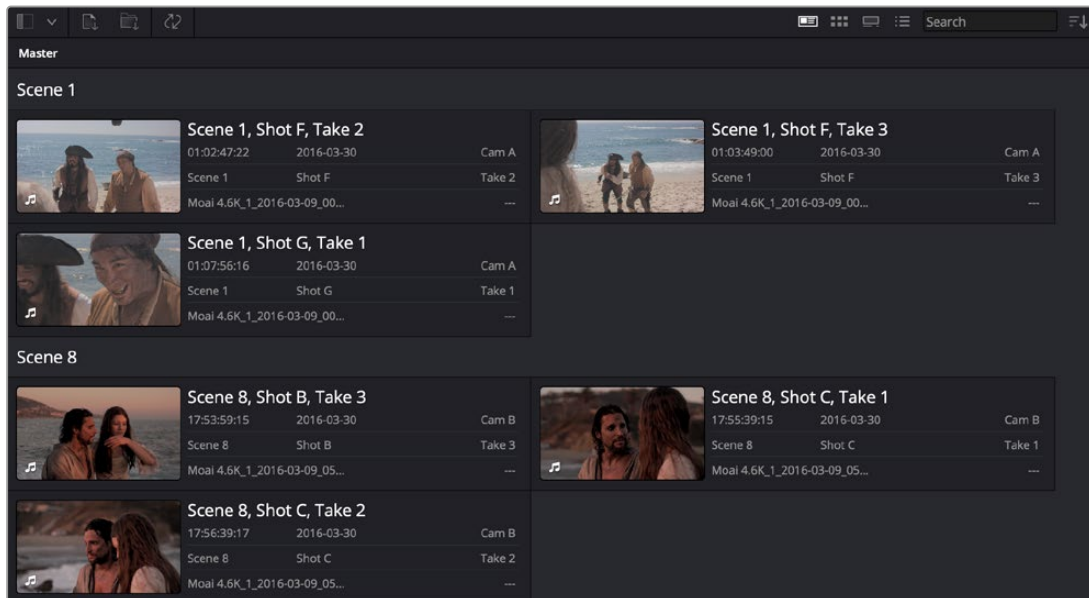 Search
Master
Scene 1
Scene 1, Shot F, Take 2
01:02:47:22 2016-03-30 Cam A
Scene 1 Shot F Take 2
Moai 4.6K_1_2016-03-09_00... ---
Scene 1, Shot F, Take 3
01:03:49:00 2016-03-30 Cam A
Scene 1 Shot F Take 3
Moai 4.6K_1_2016-03-09_00... ---
Scene 1, Shot G, Take 1
01:07:56:16 2016-03-30 Cam A
Scene 1 Shot G Take 1
Moai 4.6K_1_2016-03-09_00... ---
Scene 8
Scene 8, Shot B, Take 3
17:53:59:15 2016-03-30 Cam B
Scene 8 Shot B Take 3
Moai 4.6K_1_2016-03-09_05... ---
Scene 8, Shot C, Take 1
17:55:39:15 2016-03-30 Cam B
Scene 8 Shot C Take 1
Moai 4.6K_1_2016-03-09_05... ---
Scene 8, Shot C, Take 2
17:56:39:17 2016-03-30 Cam B
Scene 8 Shot C Take 2
Moai 4.6K_1_2016-03-09_05... ---